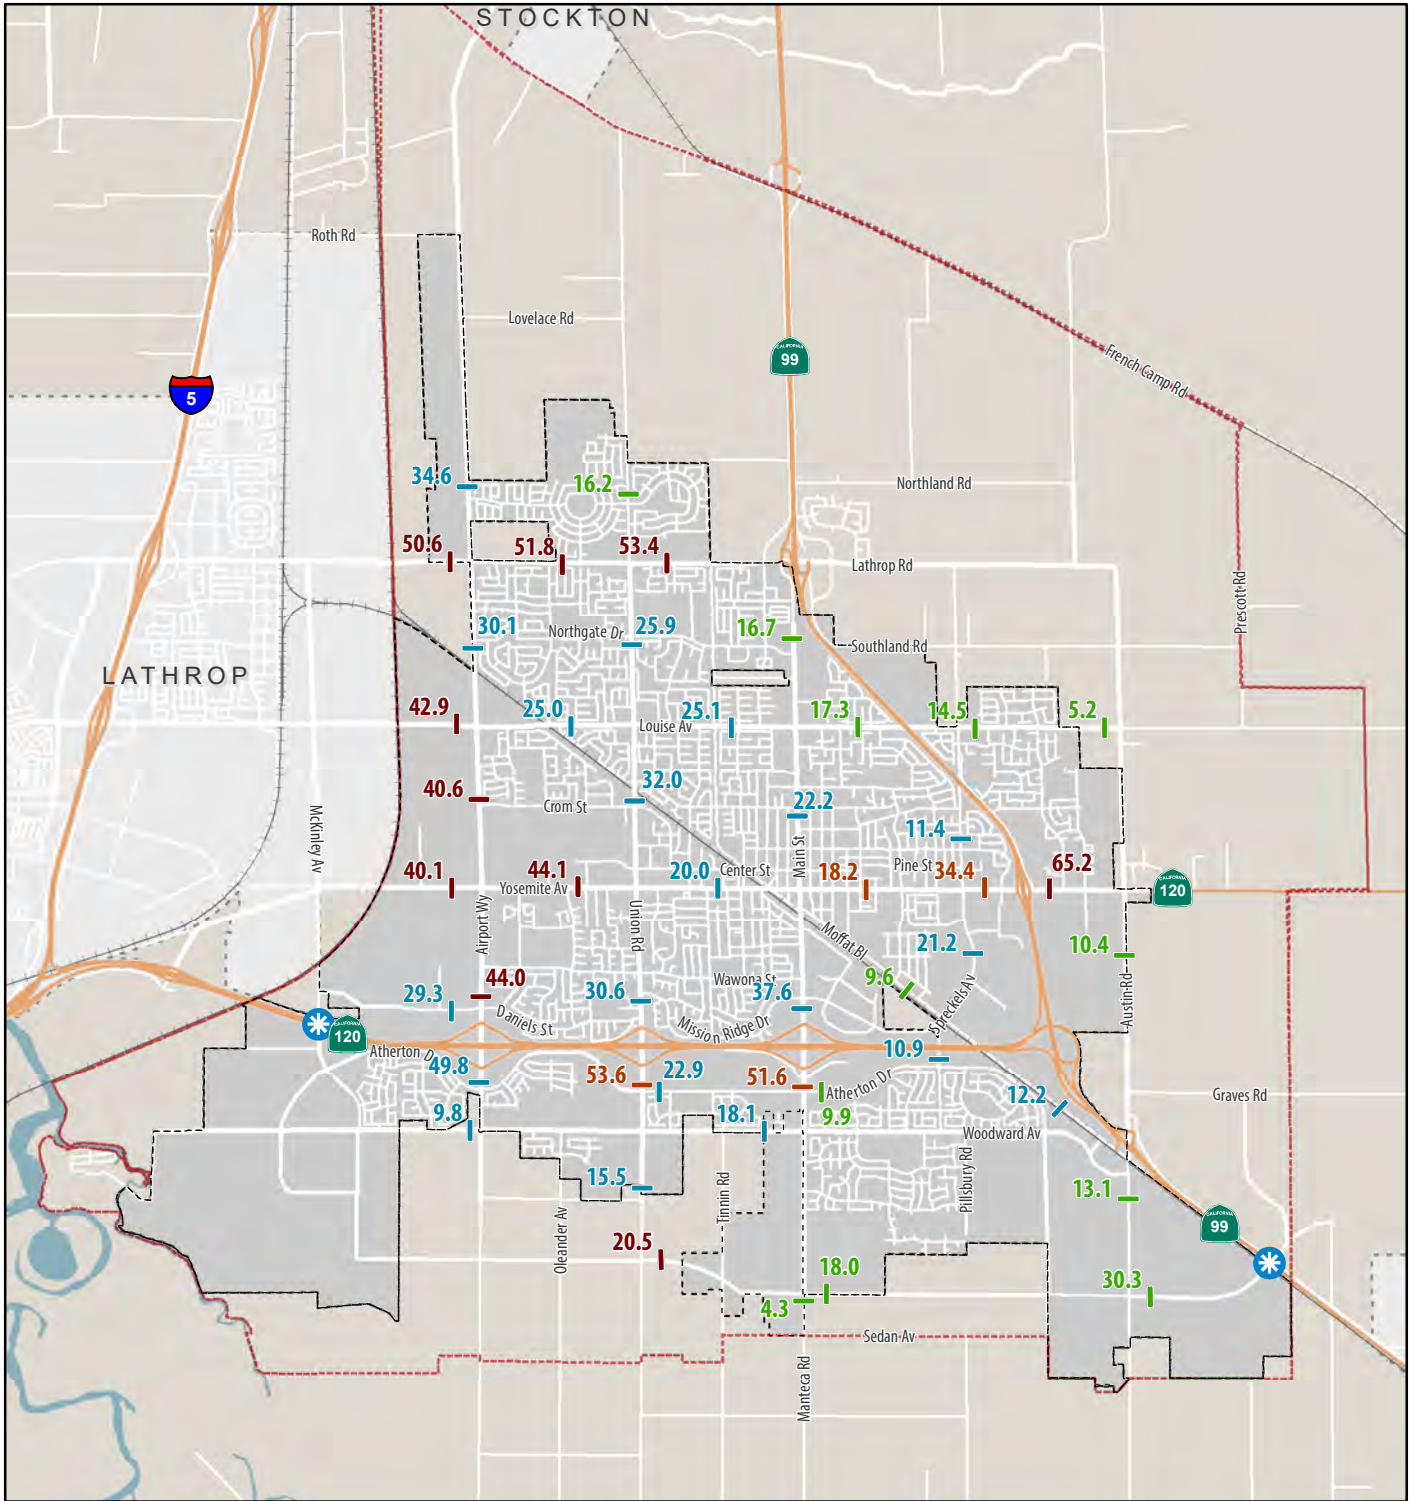 STOCKTON
Roth Rd
Lovelace Rd
CALIFORNIA
99
French Camp Rd
5
34.6
16.2
Northland Rd
50.6
51.8
53.4
Lathrop Rd
Prescott Rd
30.1
Northgate Dr
25.9
16.7
Southland Rd
LATHROP
42.9
25.0
25.1
17.3
14.5
5.2
Louise Av
40.6
32.0
Crom St
22.2
McKinley Av
Main St
11.4
40.1
44.1
20.0
Center St
18.2
Pine St
34.4
65.2
Yosemite Av
CALIFORNIA
120
Airport Wy
Union Rd
Moffat Bl
21.2
10.4
44.0
Wawona St
9.6
29.3
30.6
37.6
Spreckels Av
Austin Rd
Daniels St
Mission Ridge Dr
CALIFORNIA
120
Atherton Dr
10.9
49.8
53.6
22.9
51.6
Atherton Dr
9.8
18.1
9.9
12.2
Graves Rd
Woodward Av
15.5
Tinnin Rd
Pillsbury Rd
13.1
Oleander Av
CALIFORNIA
99
20.5
18.0
30.3
4.3
Sedan Av
Manteca Rd